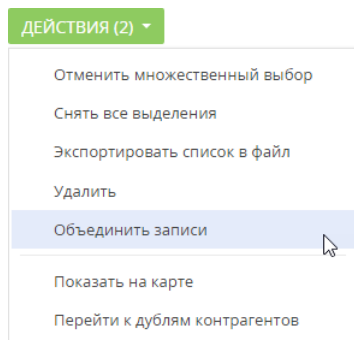 ДЕЙСТВИЯ (2)
Отменить множественный выбор
Снять все выделения
Экспортировать список в файл
Удалить
Объединить записи
Показать на карте
Перейти к дублям контрагентов